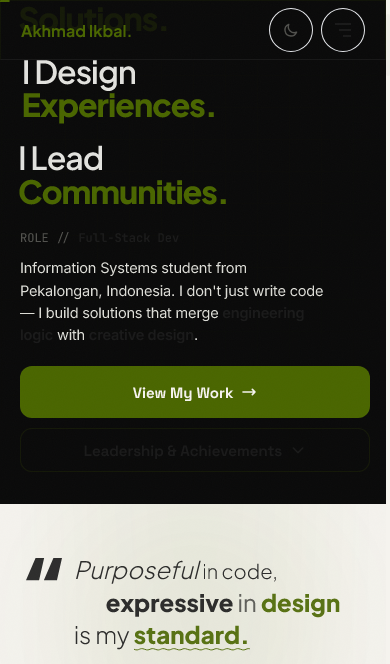 Solutions.
Akhmad Ikbal.
I Design
Experiences.
I Lead
Communities.
ROLE // Full-Stack Dev
Information Systems student from
Pekalongan, Indonesia. I don't just write code
— I build solutions that merge engineering
logic with creative design.
View My Work →
Leadership & Achievements
"Purposeful in code,
expressive in design
is my standard.